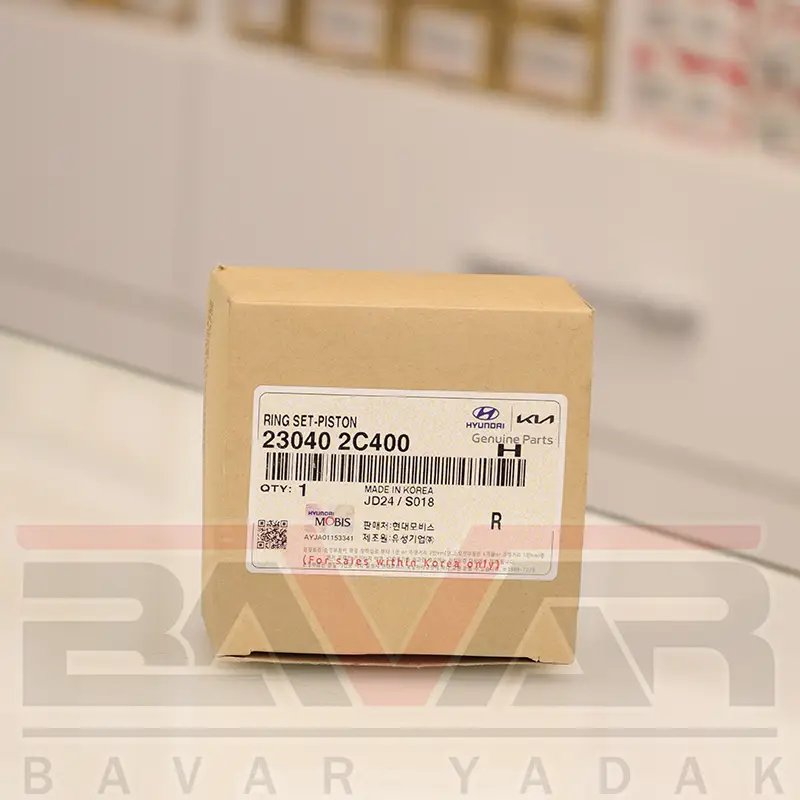 RING SET-PISTON
23040 2C400
HYUNDAI
KIA
Genuine Parts
H
QTY: 1
MADE IN KOREA
JD24 / S018
HYUNDAI
MOBIS
AYJA01153341
판매처:현대모비스
제조원:유성기업㈜
R
(For sales within Korea only)
BAVAR
BAVAR YADAK